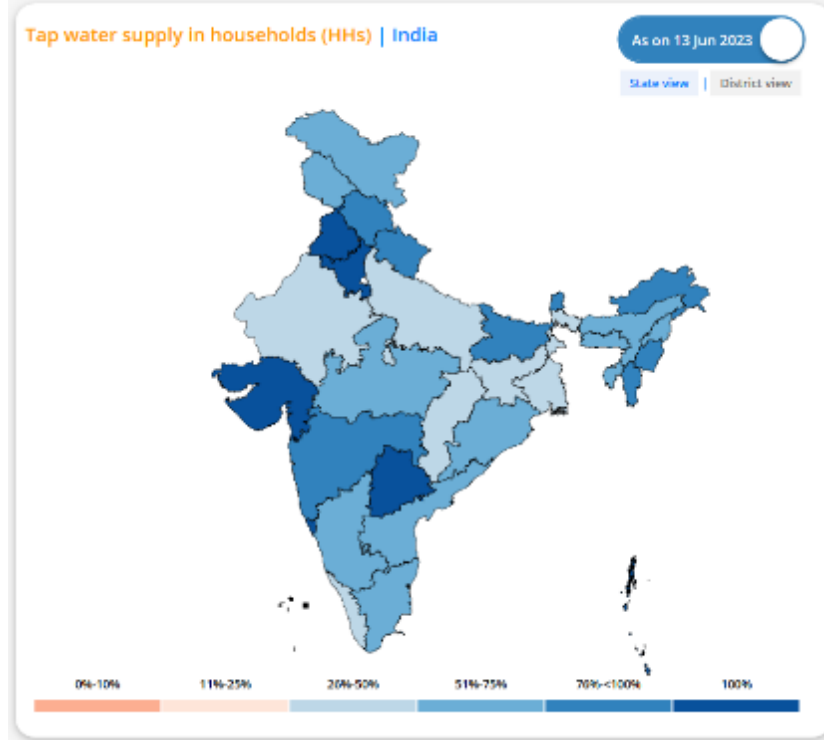 Tap water supply in households (HHs) | India
As on 13 Jun 2023
State view | District view
0%-10% 11%-25% 26%-50% 51%-75% 76%-<100% 100%